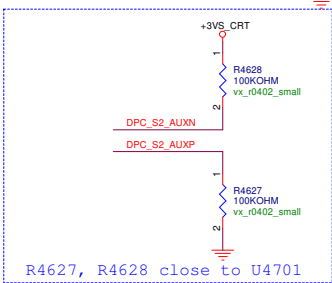 +3VS_CRT
1
R4628
100KOHM
vx_r0402_small
2
DPC_S2_AUXN
DPC_S2_AUXP
1
R4627
100KOHM
vx_r0402_small
2
R4627, R4628 close to U4701